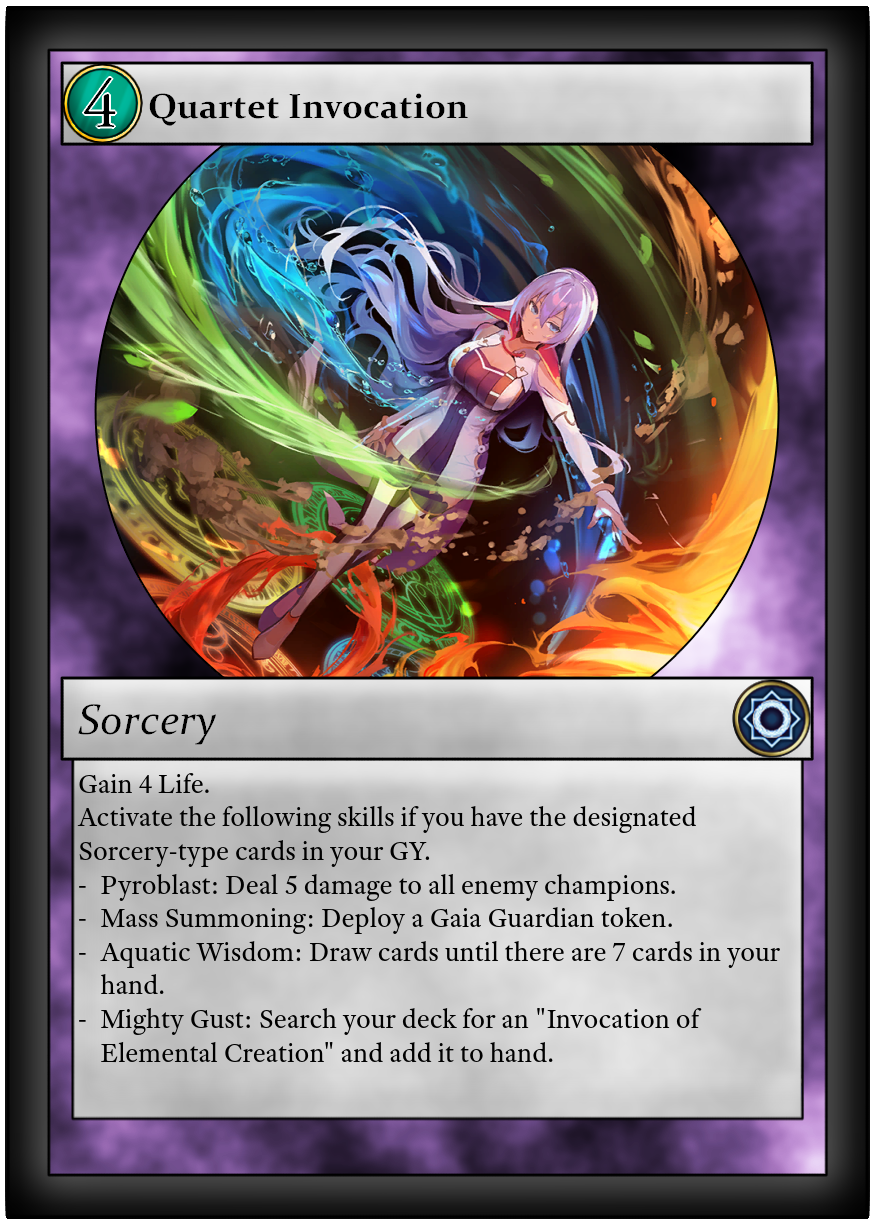 4 Quartet Invocation
Sorcery
Gain 4 Life.
Activate the following skills if you have the designated
Sorcery-type cards in your GY.
- Pyroblast: Deal 5 damage to all enemy champions.
- Mass Summoning: Deploy a Gaia Guardian token.
- Aquatic Wisdom: Draw cards until there are 7 cards in your
hand.
- Mighty Gust: Search your deck for an "Invocation of
Elemental Creation" and add it to hand.